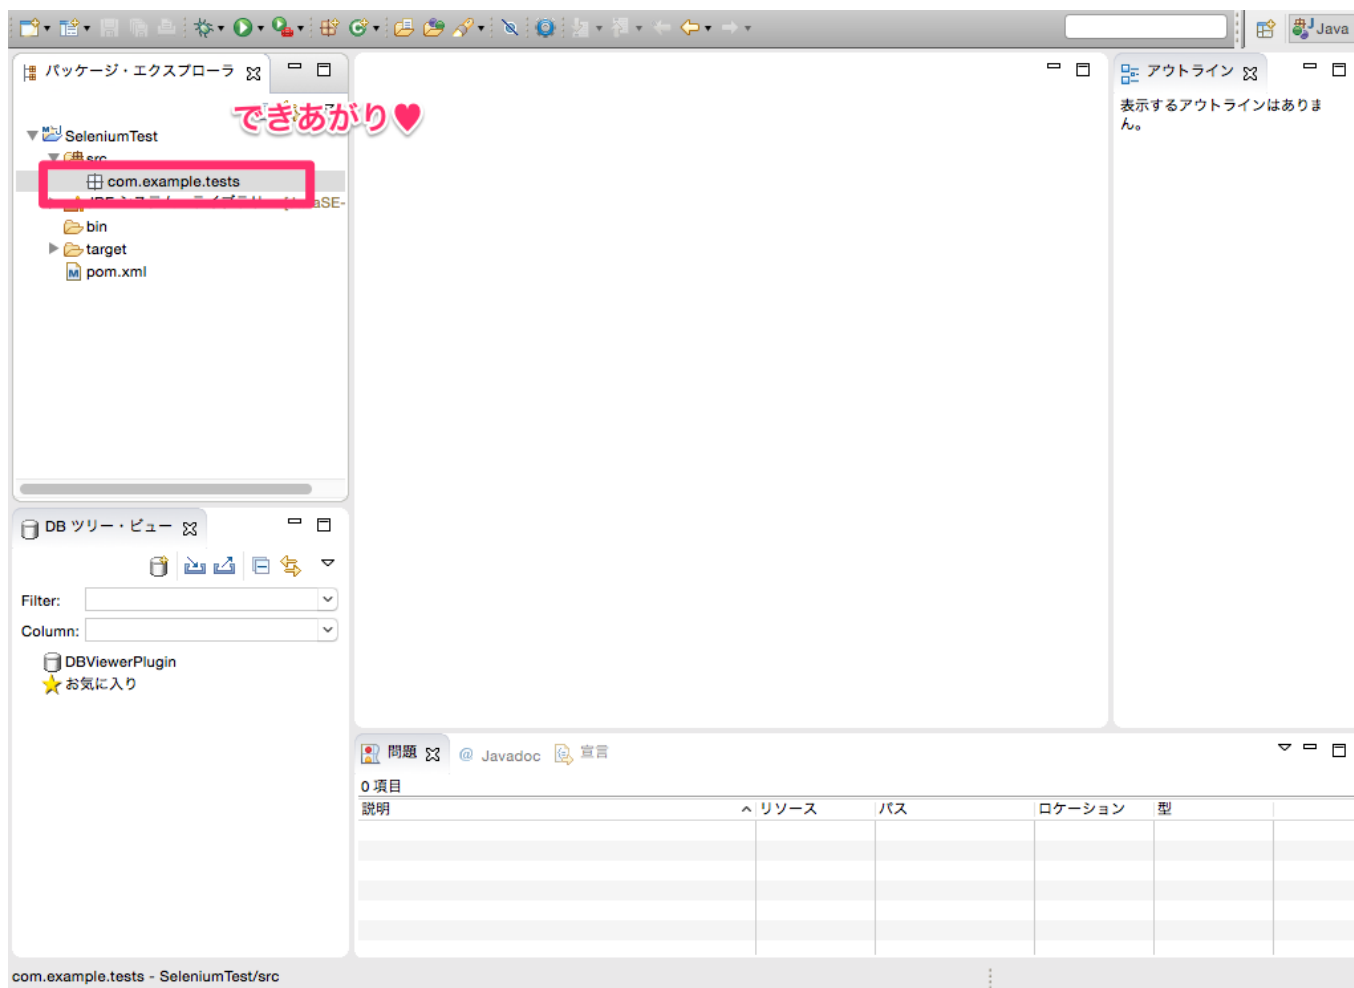 Java
パッケージ・エクスプローラ
アウトライン
できあがり♥
表示するアウトラインはありま
せん。
SeleniumTest
src
com.example.tests
bin
target
pom.xml
DB ツリー・ビュー
Filter:
Column:
DBViewerPlugin
お気に入り
問題 @ Javadoc 宣言
0 項目
説明 リソース パス ロケーション 型
com.example.tests - SeleniumTest/src